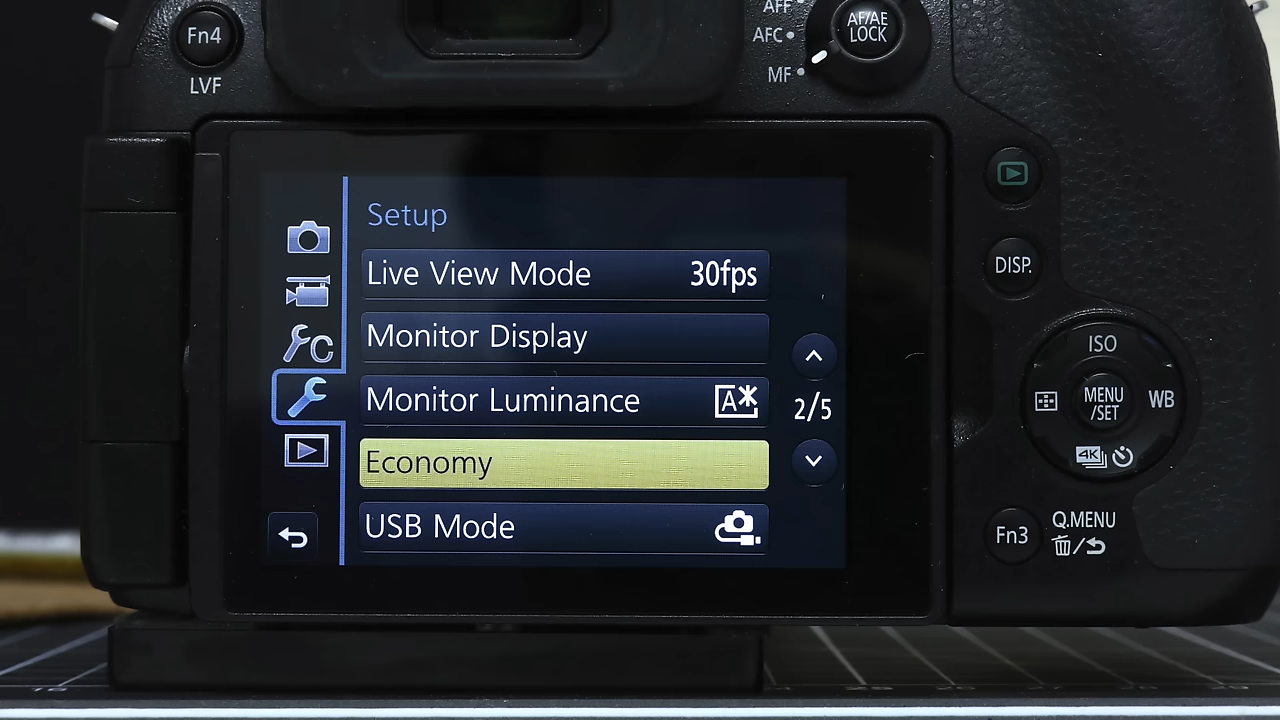 Fn4
LVF
AFF
AFC
MF
AF/AE
LOCK
Setup
Live View Mode 30fps
Monitor Display
Monitor Luminance A*
Economy
USB Mode
C
2/5
DISP.
ISO
MENU
/SET
WB
4K
Fn3
Q.MENU